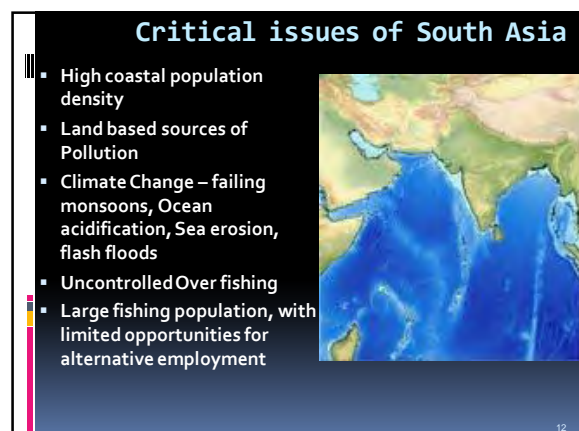 Critical issues of South Asia
▪ High coastal population
density
▪ Land based sources of
Pollution
▪ Climate Change – failing
monsoons, Ocean
acidification, Sea erosion,
flash floods
▪ Uncontrolled Over fishing
▪ Large fishing population, with
limited opportunities for
alternative employment
12